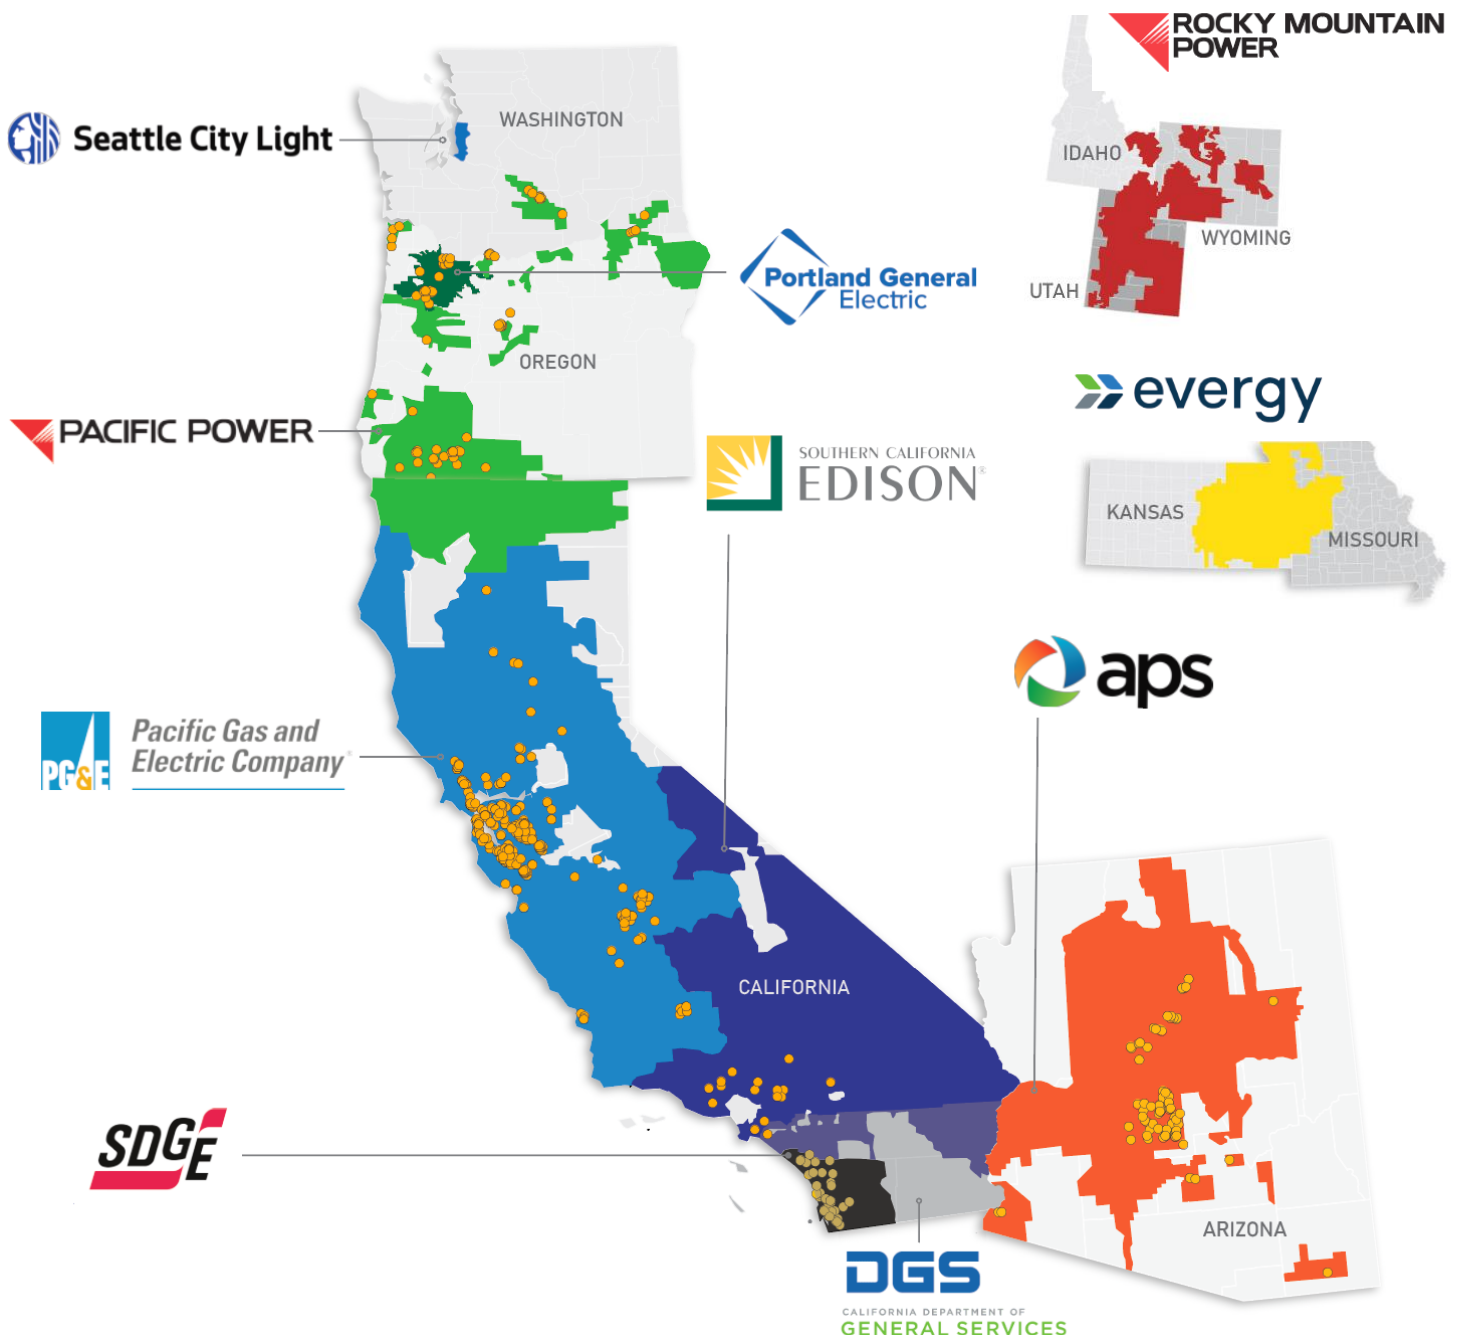 ROCKY MOUNTAIN
POWER
WASHINGTON
Seattle City Light
IDAHO
WYOMING
UTAH
Portland General
Electric
OREGON
evergy
PACIFIC POWER
SOUTHERN CALIFORNIA
EDISON®
KANSAS
MISSOURI
aps
Pacific Gas and
Electric Company®
PG&E
CALIFORNIA
SDGE
ARIZONA
DGS
CALIFORNIA DEPARTMENT OF
GENERAL SERVICES